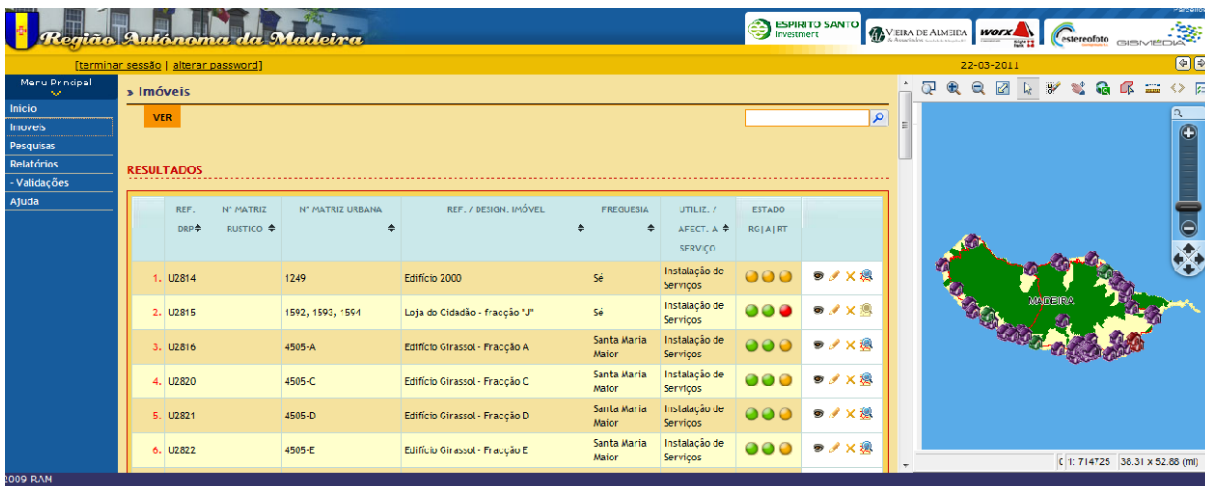 Região Autónoma da Madeira
ESPIRITO SANTO
Investment
VIEIRA DE ALMEIDA
worx
estereofoto
GISMÉDIA
[terminar sessão | alterar password]
22-03-2011
Menu Principal
Início
Imóveis
Pesquisas
Relatórios
- Validações
Ajuda
» Imóveis
VER
RESULTADOS
REF. DRP
N° MATRIZ RUSTICO
N° MATRIZ URBANA
REF. / DESIGN. IMÓVEL
FREGUESIA
UTILIZ. / AFECT. A SERVIÇO
ESTADO RG|A|RT
1. U2814 1249 Edifício 2000 Sé Instalação de Serviços
2. U2815 1592, 1593, 1594 Loja do Cidadão - fracção "J" Sé Instalação de Serviços
3. U2816 4505-A Edifício Girassol - Fracção A Santa Maria Maior Instalação de Serviços
4. U2820 4505-C Edifício Girassol - Fracção C Santa Maria Maior Instalação de Serviços
5. U2821 4505-D Edifício Girassol - Fracção D Santa Maria Maior Instalação de Serviços
6. U2822 4505-E Edifício Girassol - Fracção E Santa Maria Maior Instalação de Serviços
MADEIRA
1: 714725
38.31 x 52.88 (mi)
2009 RAM